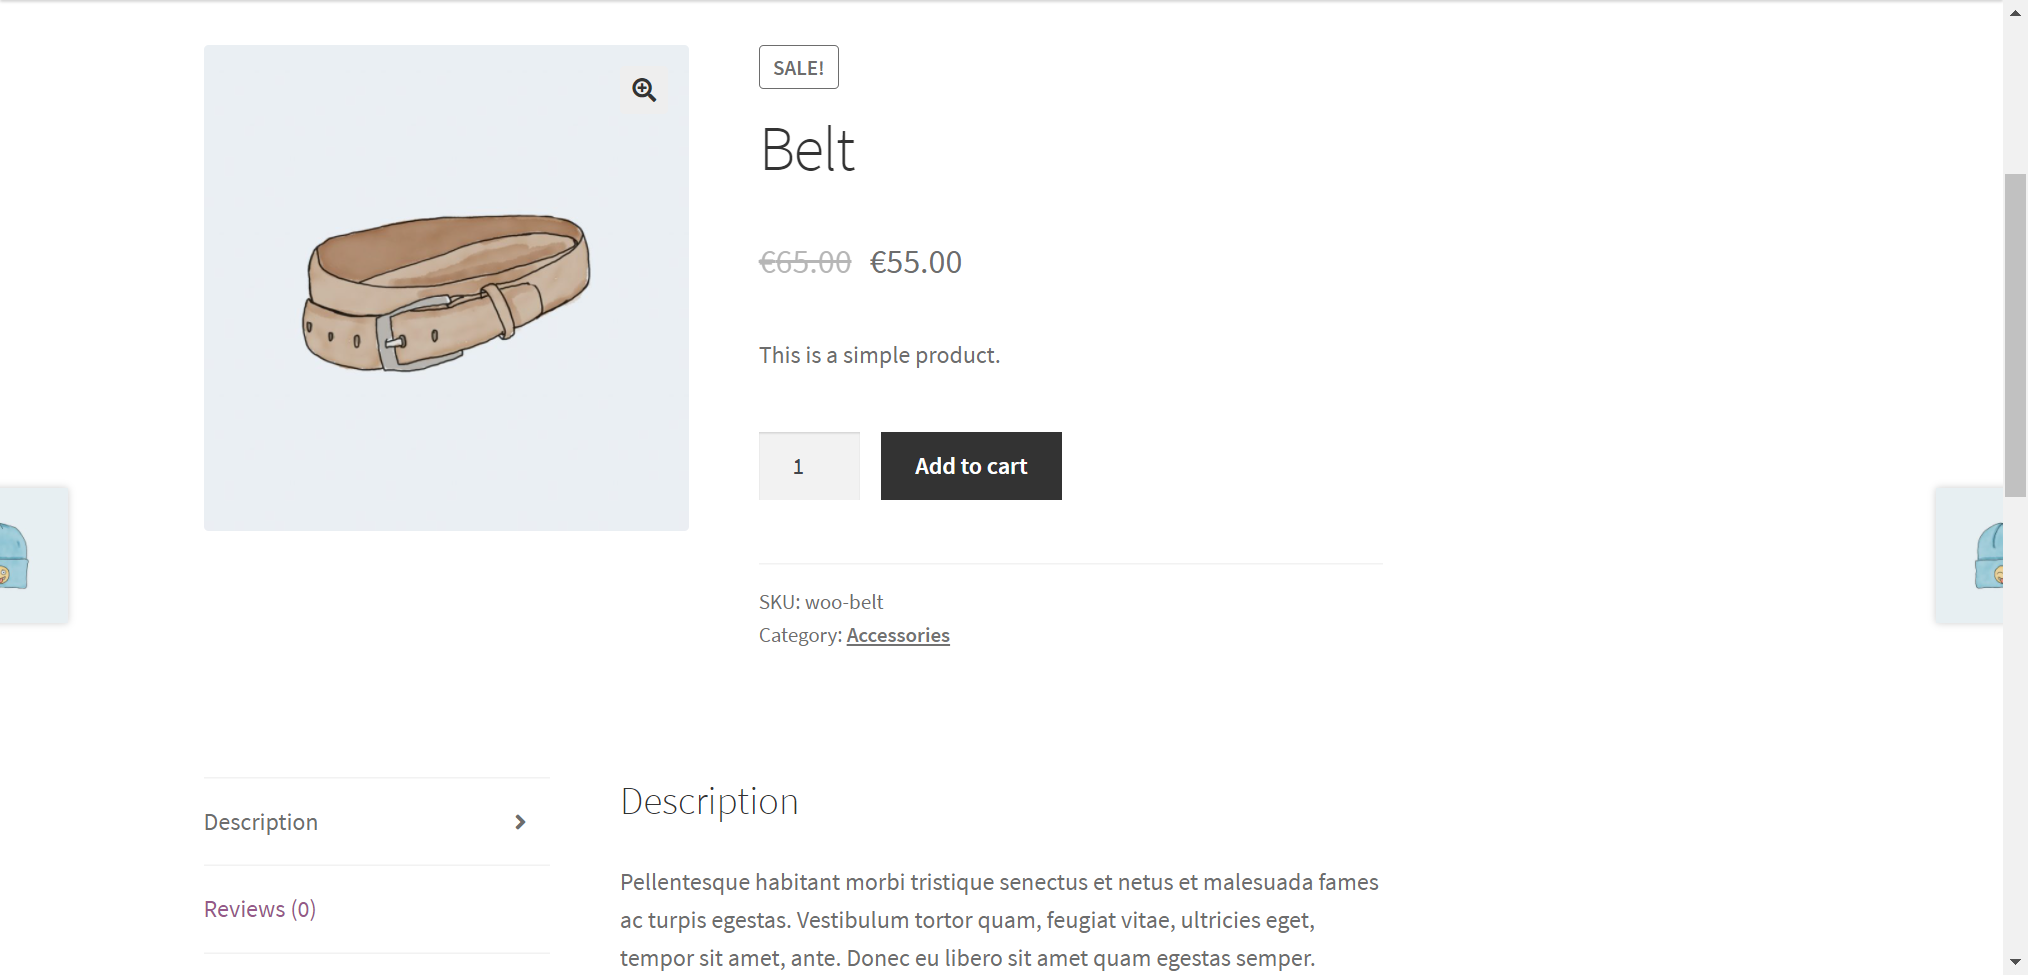 SALE!
Belt
€65.00 €55.00
This is a simple product.
1
Add to cart
SKU: woo-belt
Category: Accessories
Description
Reviews (0)
Description
Pellentesque habitant morbi tristique senectus et netus et malesuada fames
ac turpis egestas. Vestibulum tortor quam, feugiat vitae, ultricies eget,
tempor sit amet, ante. Donec eu libero sit amet quam egestas semper.